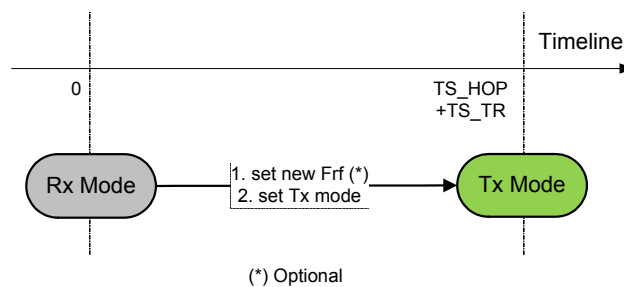 Timeline
0
TS_HOP
+TS_TR
Rx Mode
1. set new Frf (*)
2. set Tx mode
Tx Mode
(*) Optional